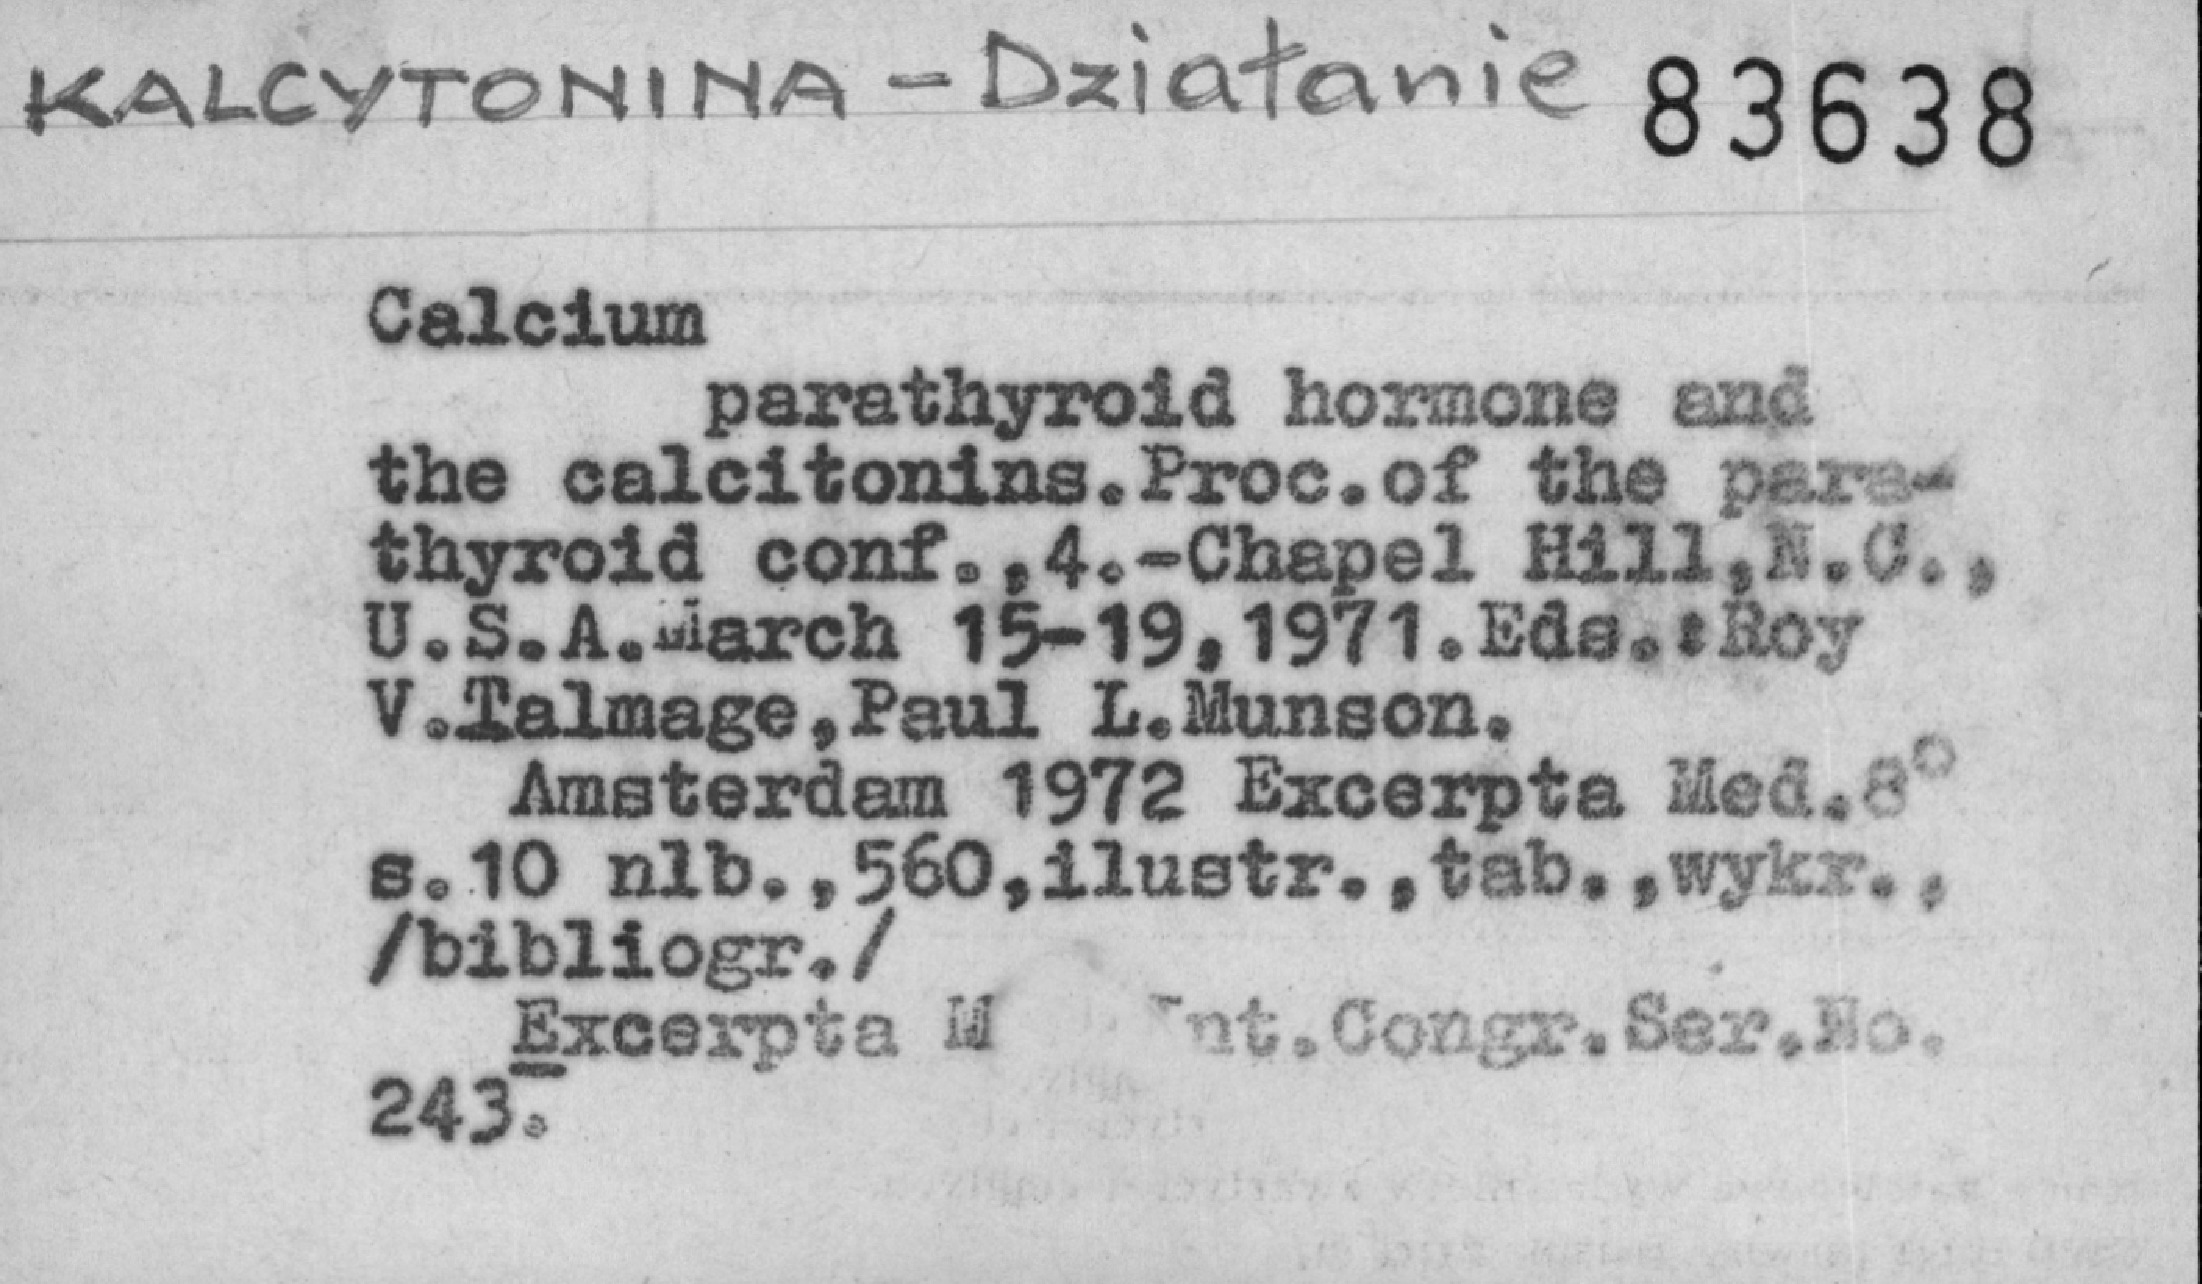 KALCYTONINA - Działanie 83638
Calcium
parathyroid hormone and
the calcitonins.Proc.of the para-
thyroid conf.,4.-Chapel Hill,N.C.,
U.S.A.March 15-19,1971.Eds.:Roy
V.Talmage,Paul L.Munson.
Amsterdam 1972 Excerpta Med.8°
s.10 nlb.,560,ilustr.,tab.,wykr.,
/bibliogr./
Excerpta M nt.Congr.Ser.No.
243.